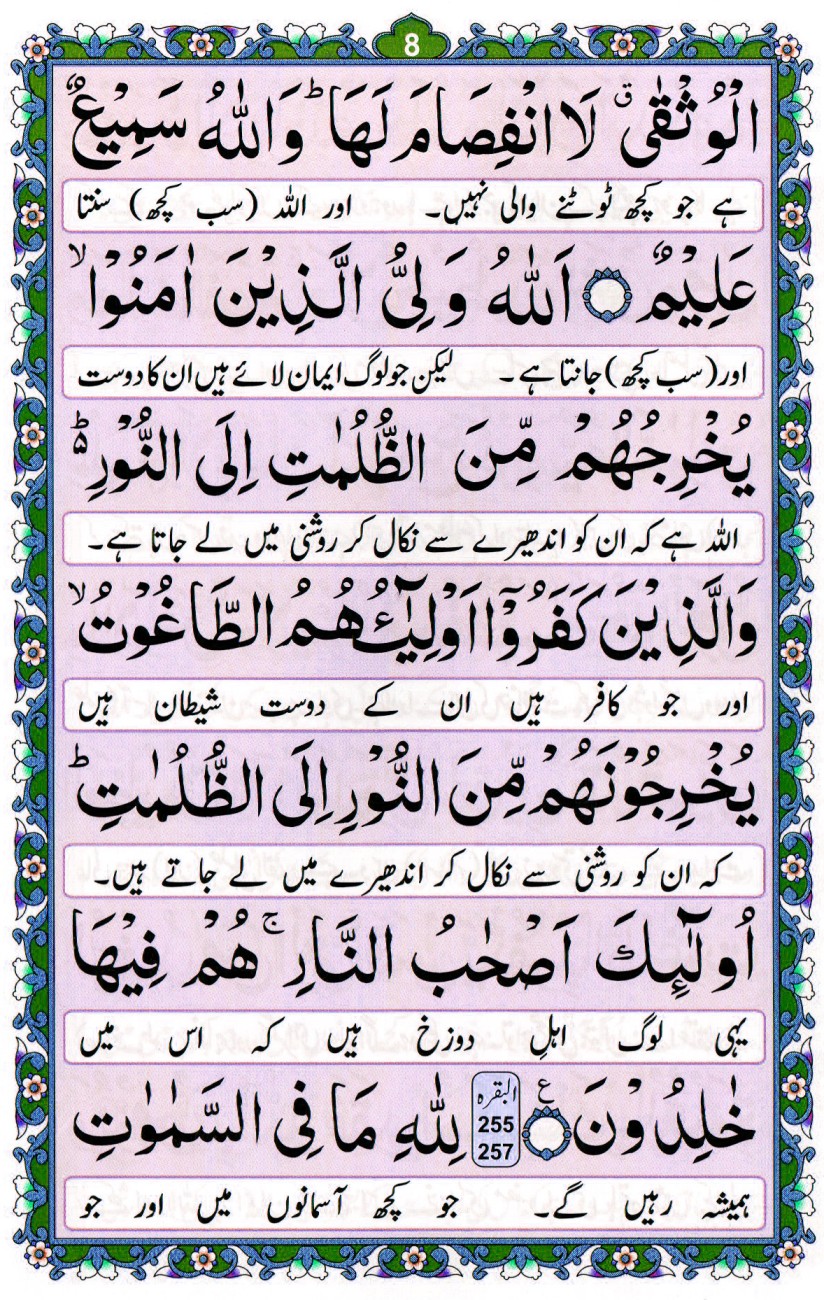 8
الْوُثْقٰى ۗ لَا انْفِصَامَ لَهَا ؕ وَاللّٰهُ سَمِيْعٌ
ہے جو کچھ ٹوٹنے والی نہیں۔ اور اللہ (سب کچھ) سنتا
عَلِيْمٌ ۝ اَللّٰهُ وَلِىُّ الَّذِيْنَ اٰمَنُوْا ۙ
اور (سب کچھ) جانتا ہے۔ لیکن جو لوگ ایمان لائے ہیں ان کا دوست
يُخْرِجُهُمْ مِّنَ الظُّلُمٰتِ اِلَى النُّوْرِ ؕ
اللہ ہے کہ ان کو اندھیرے سے نکال کر روشنی میں لے جاتا ہے۔
وَالَّذِيْنَ كَفَرُوْۤا اَوْلِيٰۤـُٔهُمُ الطَّاغُوْتُ ۙ
اور جو کافر ہیں ان کے دوست شیطان ہیں
يُخْرِجُوْنَهُمْ مِّنَ النُّوْرِ اِلَى الظُّلُمٰتِ ؕ
کہ ان کو روشنی سے نکال کر اندھیرے میں لے جاتے ہیں۔
اُولٰٓئِكَ اَصْحٰبُ النَّارِ ۚ هُمْ فِيْهَا
یہی لوگ اہلِ دوزخ ہیں کہ اس میں
خٰلِدُوْنَ ۝ ع البقره 255 257 لِلّٰهِ مَا فِى السَّمٰوٰتِ
ہمیشہ رہیں گے۔ جو کچھ آسمانوں میں اور جو